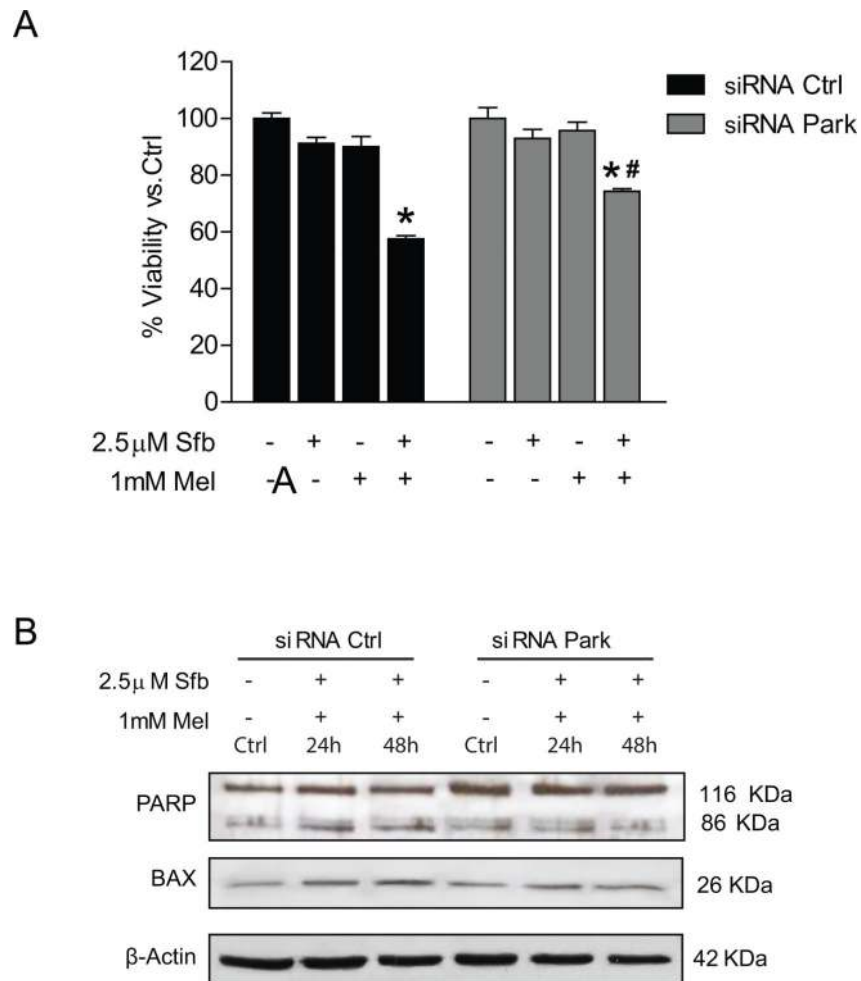 A
120
100
80
60
40
20
0
% Viability vs.Ctrl
siRNA Ctrl
siRNA Park
*
*#
2.5µM Sfb - + - + - + - +
1mM Mel -A - + + - - + +
B
siRNA Ctrl siRNA Park
2.5µ M Sfb - + + - + +
1mM Mel - + + - + +
Ctrl 24h 48h Ctrl 24h 48h
PARP 116 KDa
86 KDa
BAX 26 KDa
β-Actin 42 KDa